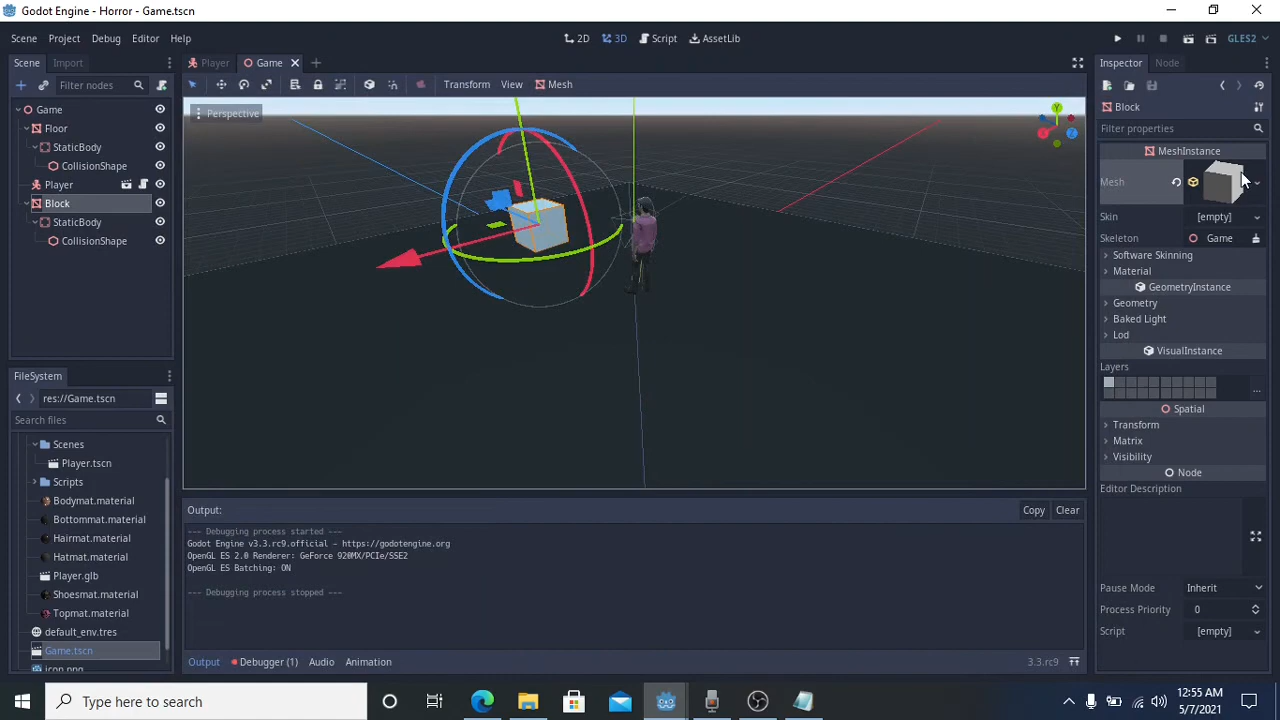 Godot Engine - Horror - Game.tscn
Scene Project Debug Editor Help
2D 3D Script AssetLib
GLES2
Scene Import
Player Game
Inspector Node
Filter nodes
Transform View Mesh
Game
Floor
StaticBody
CollisionShape
Player
Block
StaticBody
CollisionShape
Perspective
Y
X
Z
Block
Filter properties
MeshInstance
Mesh
Skin [empty]
Skeleton Game
Software Skinning
Material
GeometryInstance
Geometry
Baked Light
Lod
VisualInstance
Layers
Spatial
Transform
Matrix
Visibility
Node
Editor Description
Pause Mode Inherit
Process Priority 0
Script [empty]
FileSystem
res://Game.tscn
Search files
Scenes
Player.tscn
Scripts
Bodymat.material
Bottommat.material
Hairmat.material
Hatmat.material
Player.glb
Shoesmat.material
Topmat.material
default_env.tres
Game.tscn
icon.png
Output: Copy Clear
--- Debugging process started ---
Godot Engine v3.3.rc9.official - https://godotengine.org
OpenGL ES 2.0 Renderer: GeForce 920MX/PCIe/SSE2
OpenGL ES Batching: ON
--- Debugging process stopped ---
Output Debugger (1) Audio Animation 3.3.rc9
Type here to search
12:55 AM
5/7/2021